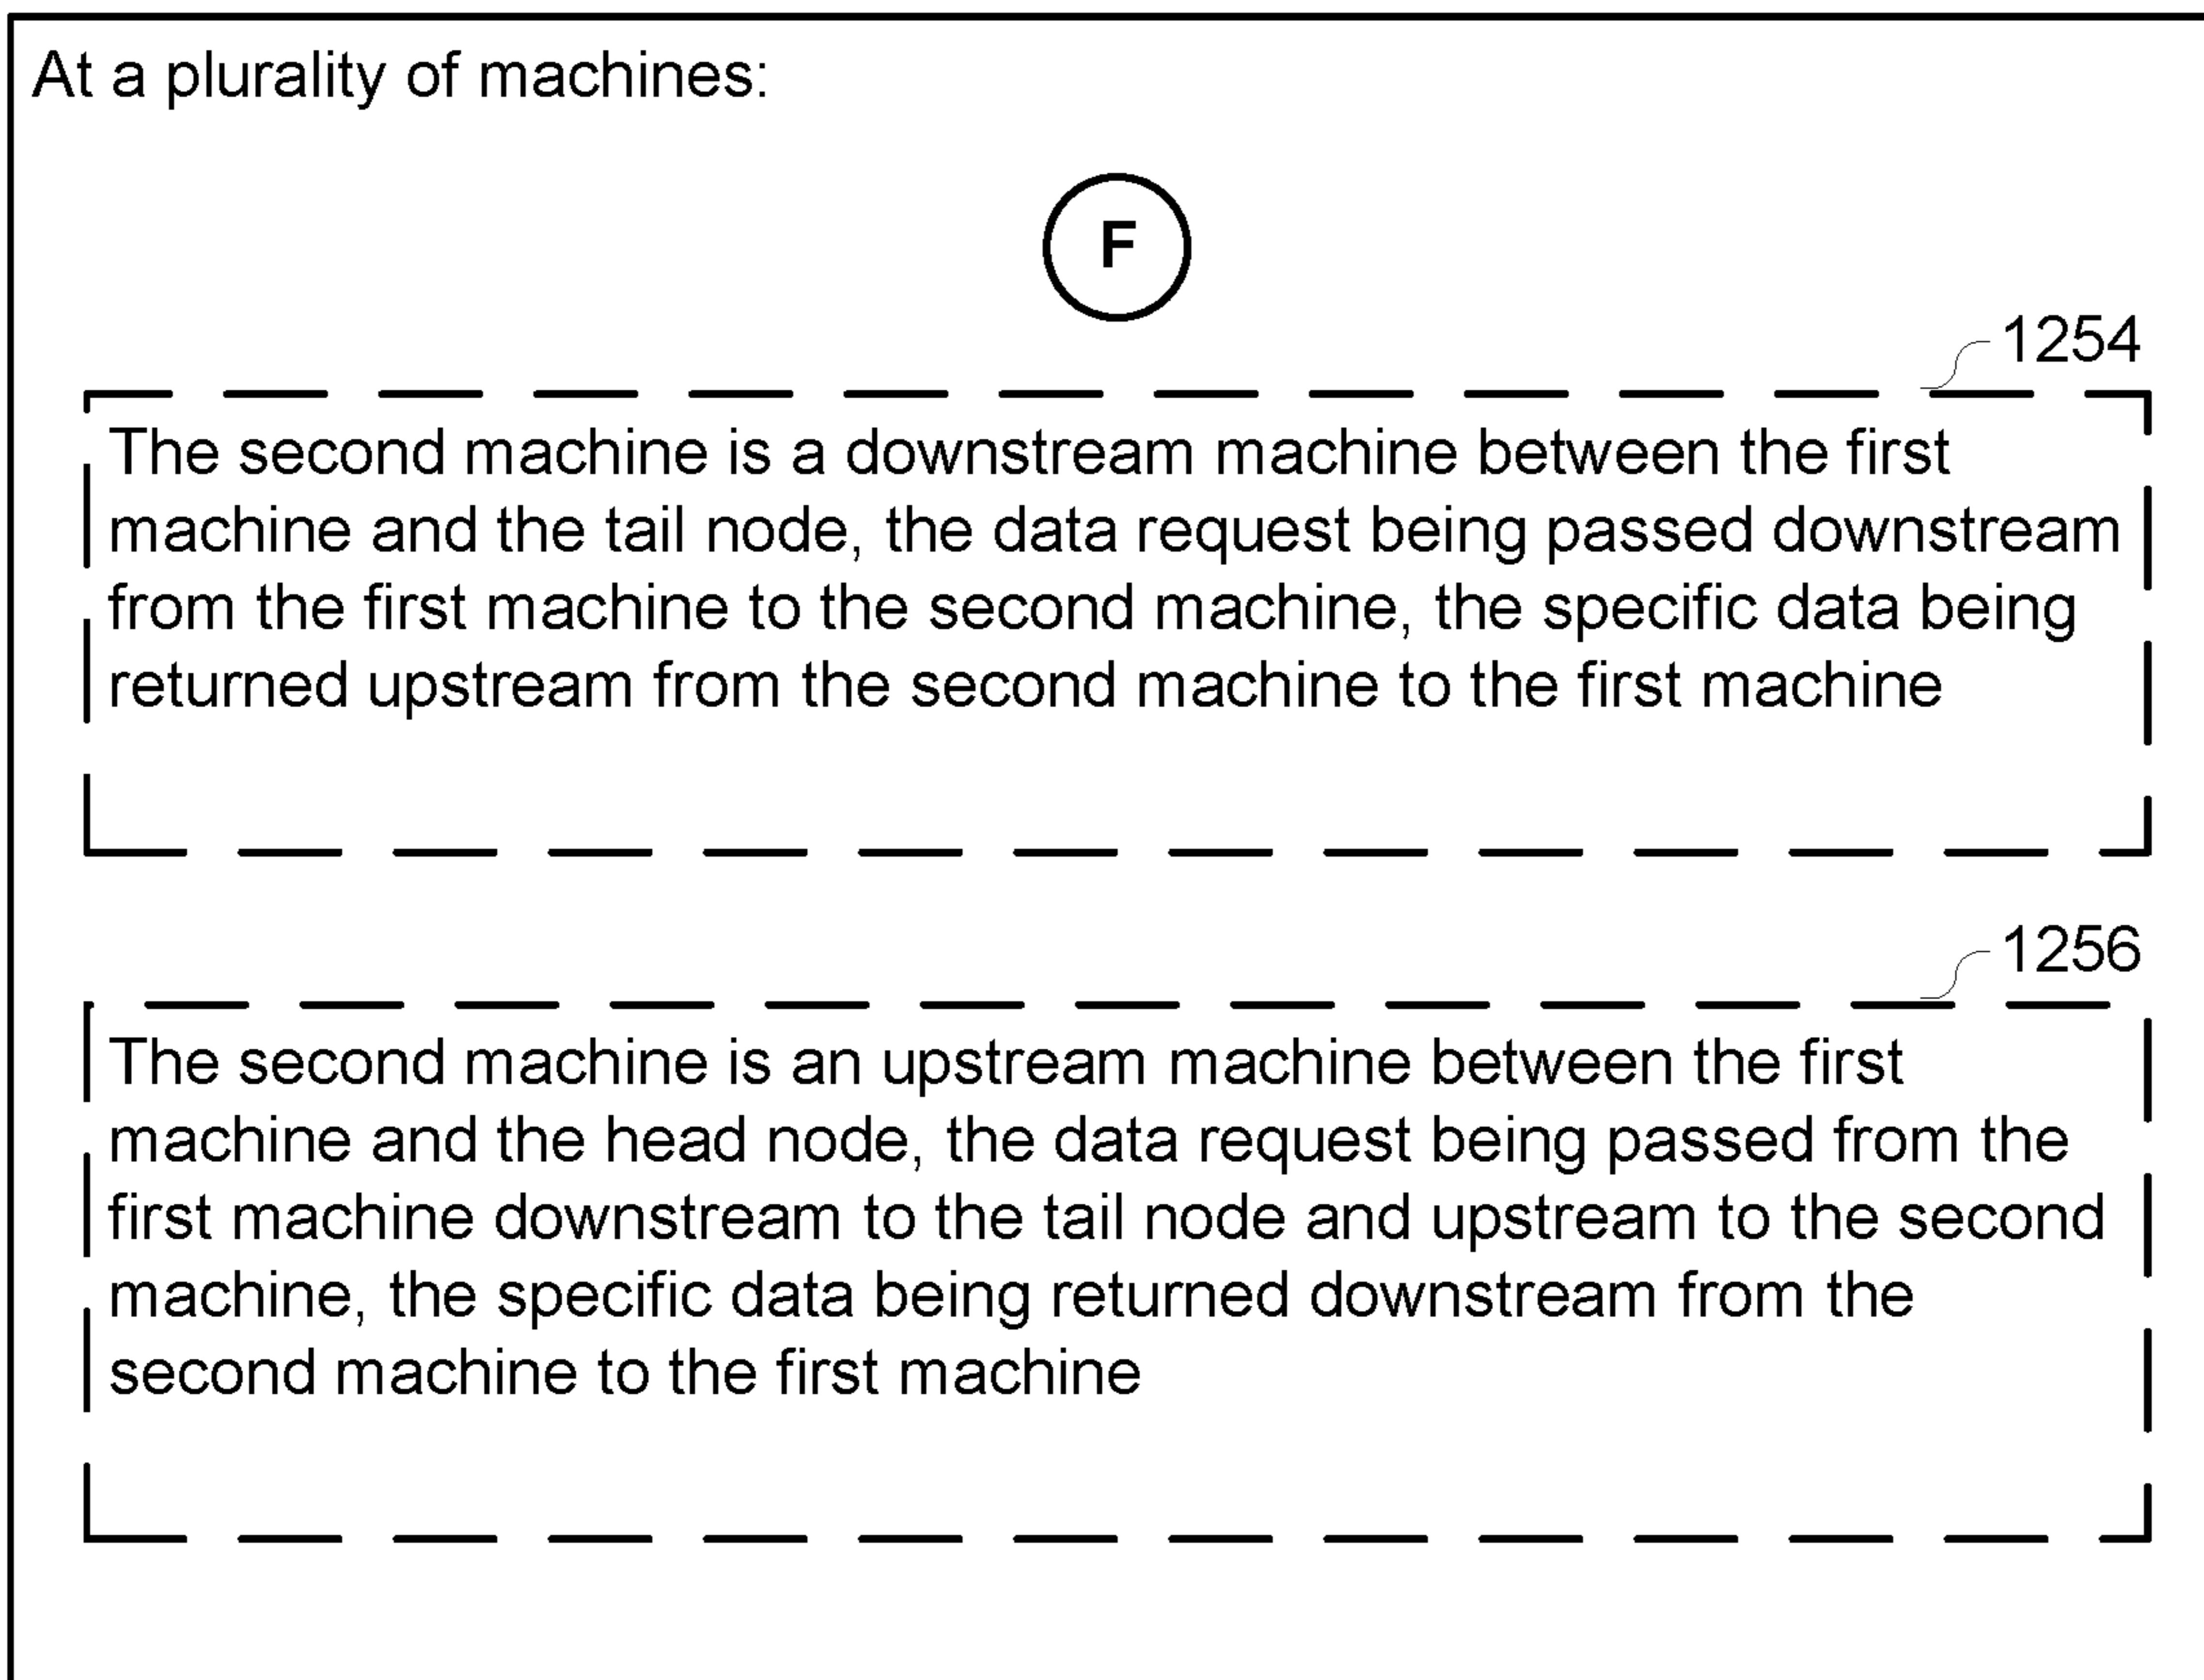 At a plurality of machines:
F
1254
The second machine is a downstream machine between the first
machine and the tail node, the data request being passed downstream
from the first machine to the second machine, the specific data being
returned upstream from the second machine to the first machine
1256
The second machine is an upstream machine between the first
machine and the head node, the data request being passed from the
first machine downstream to the tail node and upstream to the second
machine, the specific data being returned downstream from the
second machine to the first machine